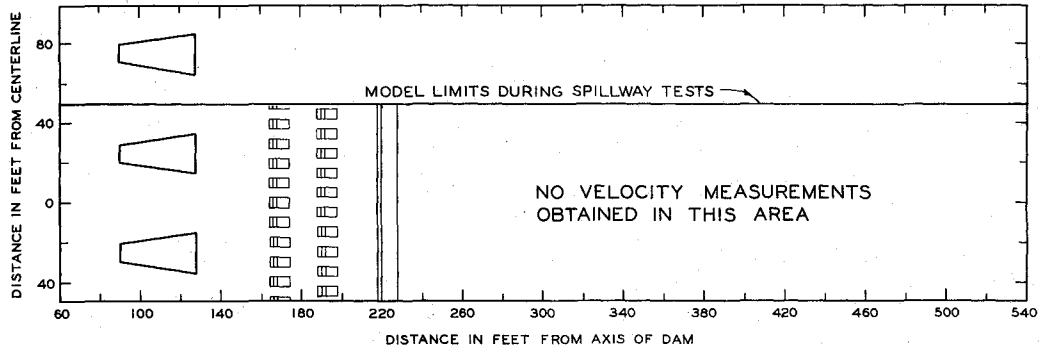 DISTANCE IN FEET FROM CENTERLINE
80
40
0
40
MODEL LIMITS DURING SPILLWAY TESTS
NO VELOCITY MEASUREMENTS
OBTAINED IN THIS AREA
60 100 140 180 220 260 300 340 380 420 460 500 540
DISTANCE IN FEET FROM AXIS OF DAM